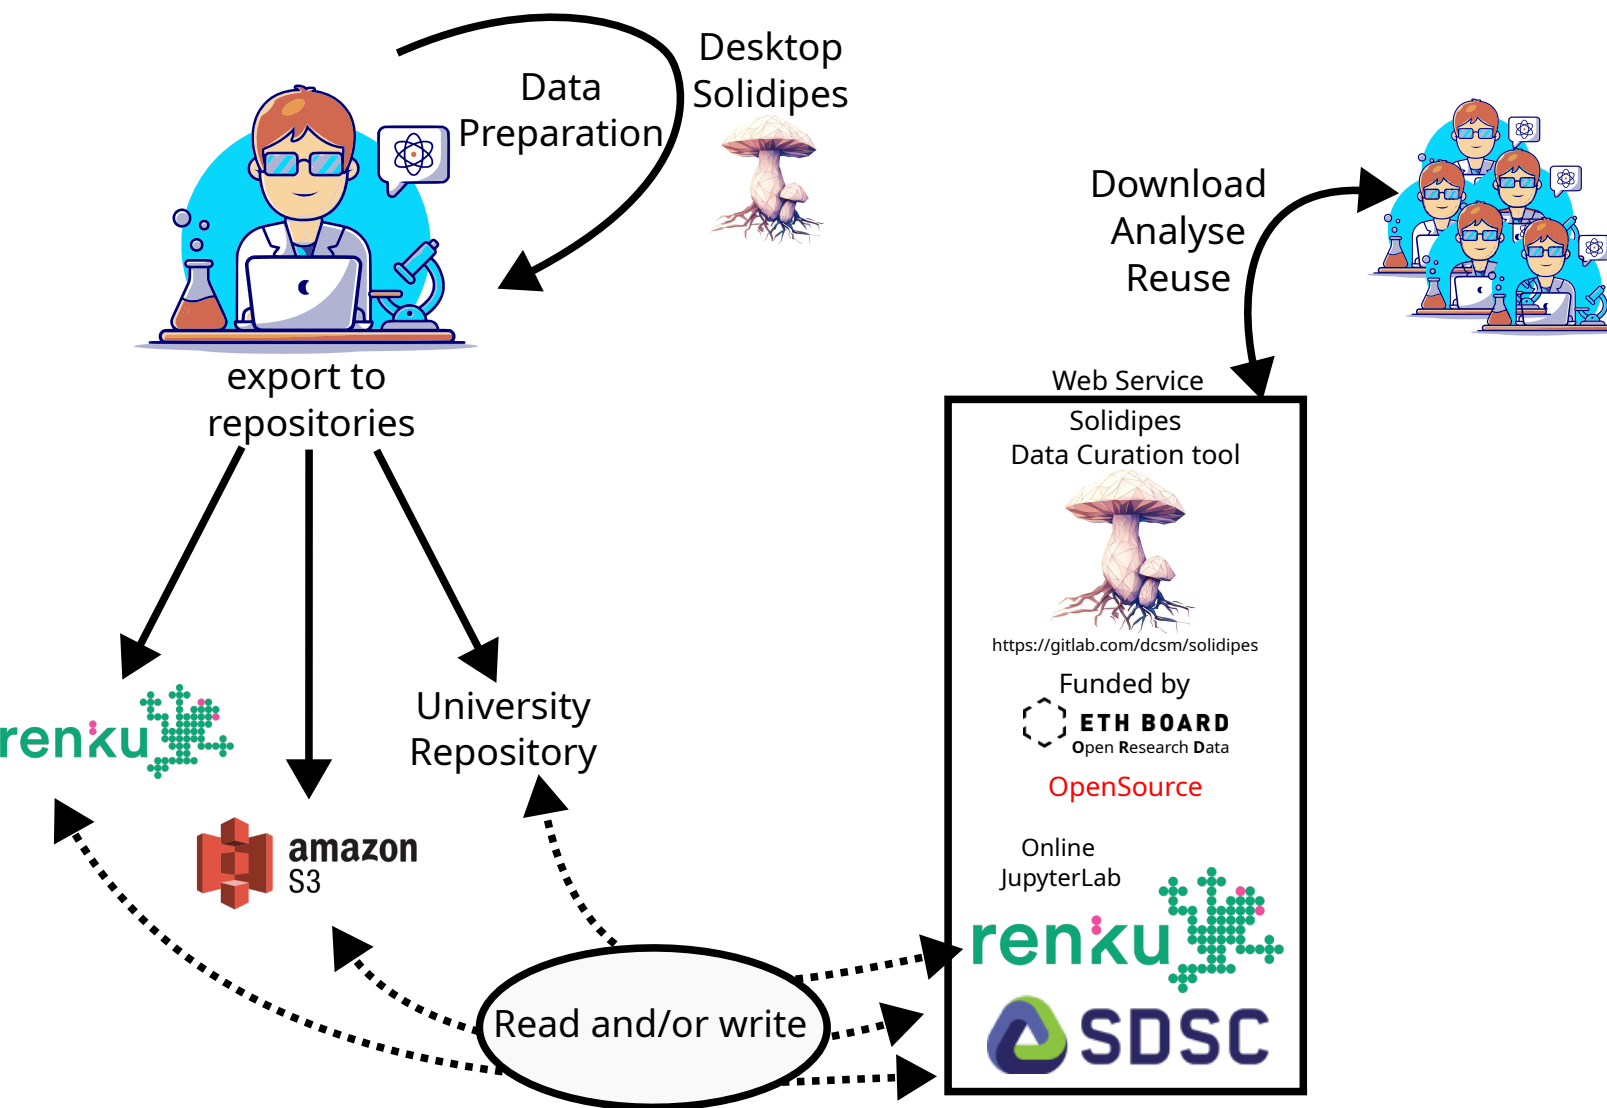 Desktop
Solidipes
Data
Preparation
Download
Analyse
Reuse
export to
repositories
Web Service
Solidipes
Data Curation tool
https://gitlab.com/dcsm/solidipes
Funded by
ETH BOARD
Open Research Data
OpenSource
Online
JupyterLab
renku
SDSC
renku
University
Repository
amazon
S3
Read and/or write